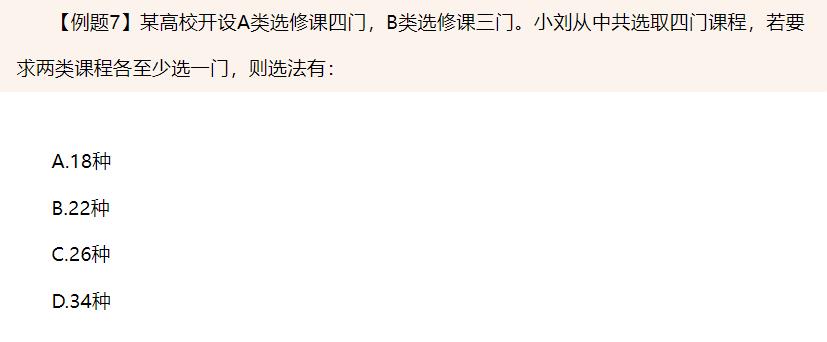 【例题7】某高校开设A类选修课四门，B类选修课三门。小刘从中共选取四门课程，若要
求两类课程各至少选一门，则选法有：
A.18种
B.22种
C.26种
D.34种